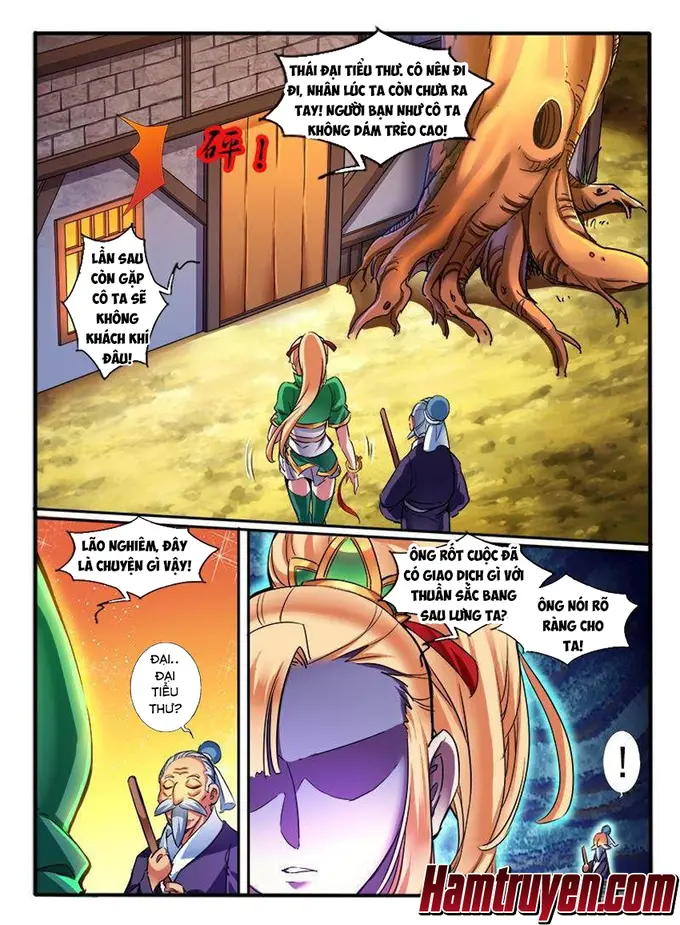 THÁI ĐẠI TIỂU THƯ. CÔ NÊN ĐI
ĐI, NHÂN LÚC TA CÒN CHƯA RA
TAY! NGƯỜI BẠN NHƯ CÔ TA
KHÔNG DÁM TRÈO CAO!
砰！
LẦN SAU
CÒN GẶP
CÔ TA SẼ
KHÔNG
KHÁCH KHÍ
ĐÂU!
LÃO NGHIÊM, ĐÂY
LÀ CHUYỆN GÌ VẬY!
ĐẠI..
ĐẠI
TIỂU
THƯ?
ÔNG RỐT CUỘC ĐÃ
CÓ GIAO DỊCH GÌ VỚI
THUẦN SẮC BANG
SAU LƯNG TA?
ÔNG NÓI RÕ
RÀNG CHO
TA!
!
Hamtruyen.com